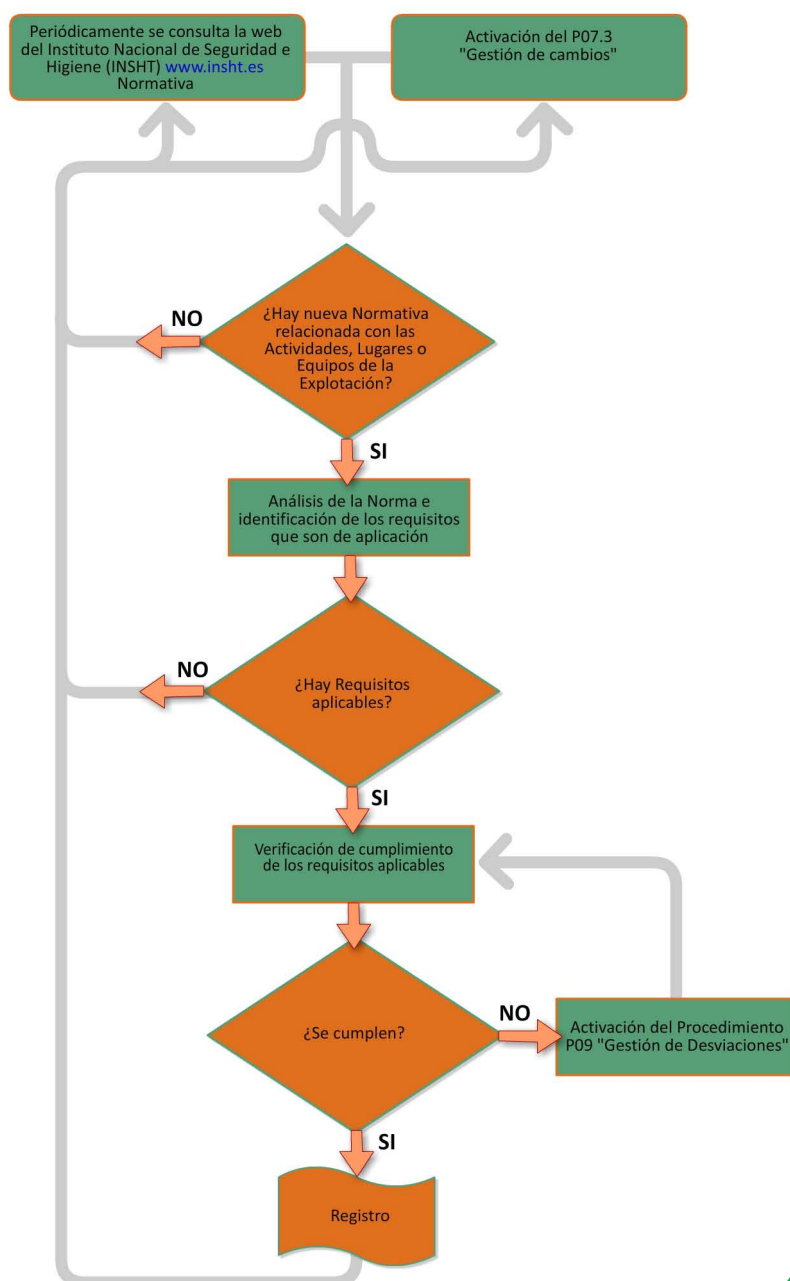 Periódicamente se consulta la web
del Instituto Nacional de Seguridad e
Higiene (INSHT) www.insht.es
Normativa
Activación del P07.3
"Gestión de cambios"
¿Hay nueva Normativa
relacionada con las
Actividades, Lugares o
Equipos de la
Explotación?
NO
SI
Análisis de la Norma e
identificación de los requisitos
que son de aplicación
¿Hay Requisitos
aplicables?
NO
SI
Verificación de cumplimiento
de los requisitos aplicables
¿Se cumplen?
NO
Activación del Procedimiento
P09 "Gestión de Desviaciones"
SI
Registro